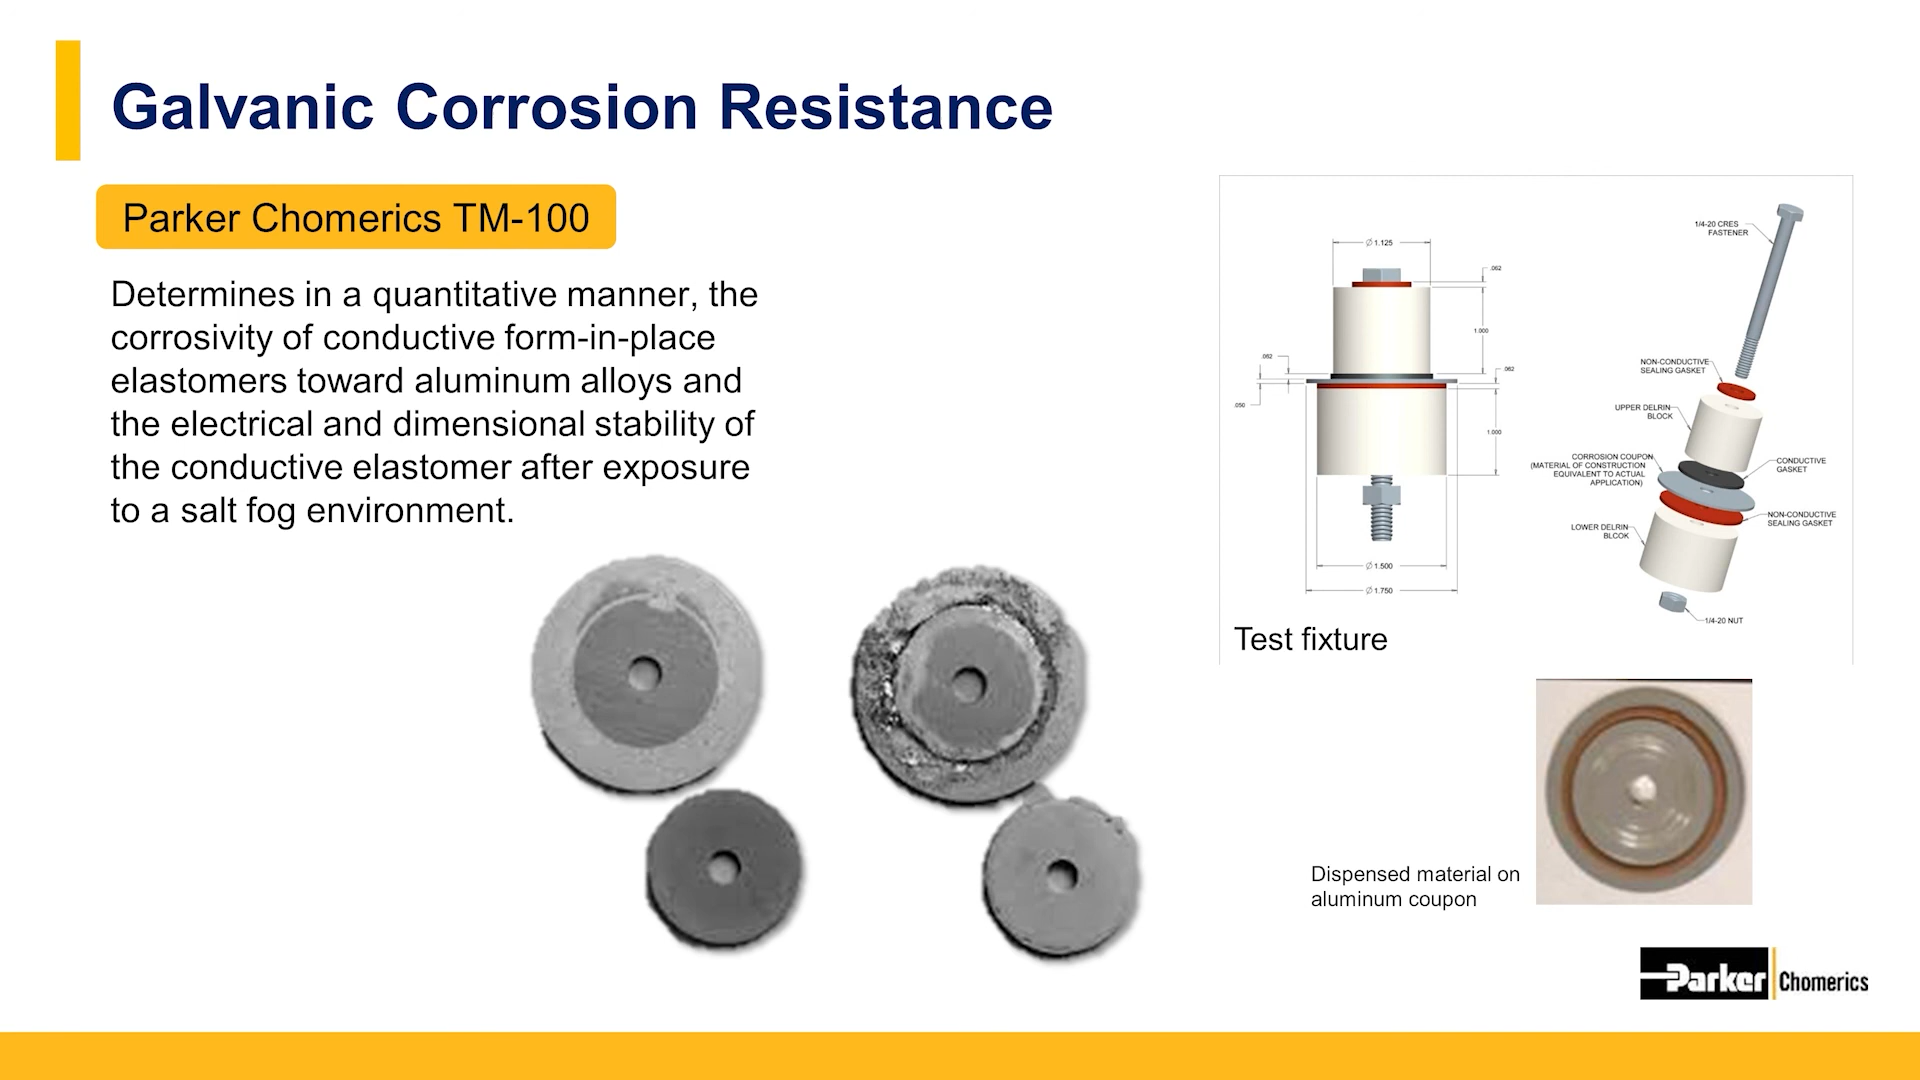 Galvanic Corrosion Resistance
Parker Chomerics TM-100
Determines in a quantitative manner, the
corrosivity of conductive form-in-place
elastomers toward aluminum alloys and
the electrical and dimensional stability of
the conductive elastomer after exposure
to a salt fog environment.
Ø 1.125
.062
1.000
.062
.062
.050
1.000
Ø 1.500
Ø 1.750
1/4-20 CRES
FASTENER
NON-CONDUCTIVE
SEALING GASKET
UPPER DELRIN
BLOCK
CORROSION COUPON
(MATERIAL OF CONSTRUCTION
EQUIVALENT TO ACTUAL
APPLICATION)
CONDUCTIVE
GASKET
NON-CONDUCTIVE
SEALING GASKET
LOWER DELRIN
BLCOK
1/4-20 NUT
Test fixture
Dispensed material on
aluminum coupon
Parker Chomerics